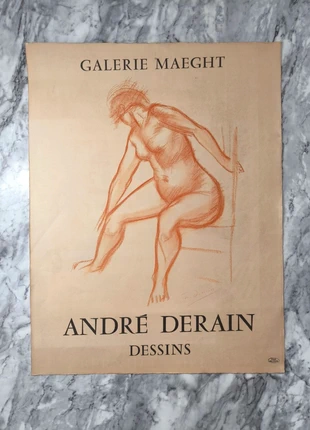 GALERIE MAEGHT
ANDRÉ DERAIN
DESSINS